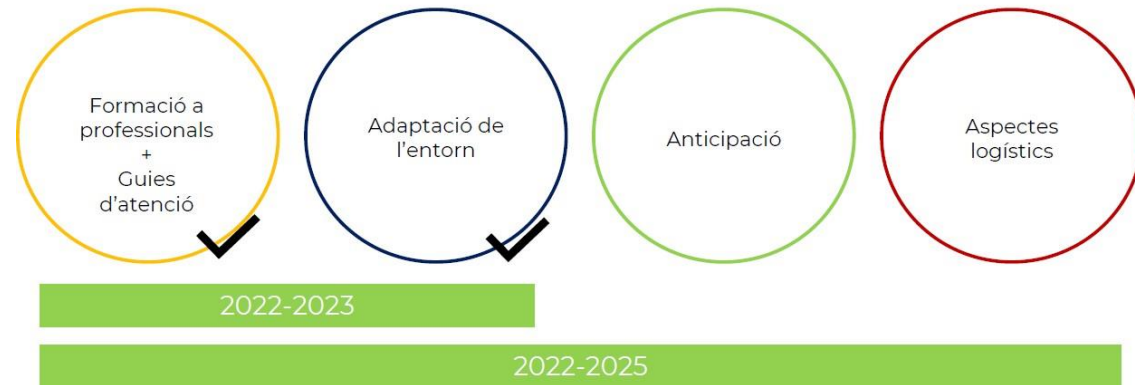 Formació a
professionals
+
Guies
d'atenció
Adaptació de
l'entorn
Anticipació
Aspectes
logístics
2022-2023
2022-2025